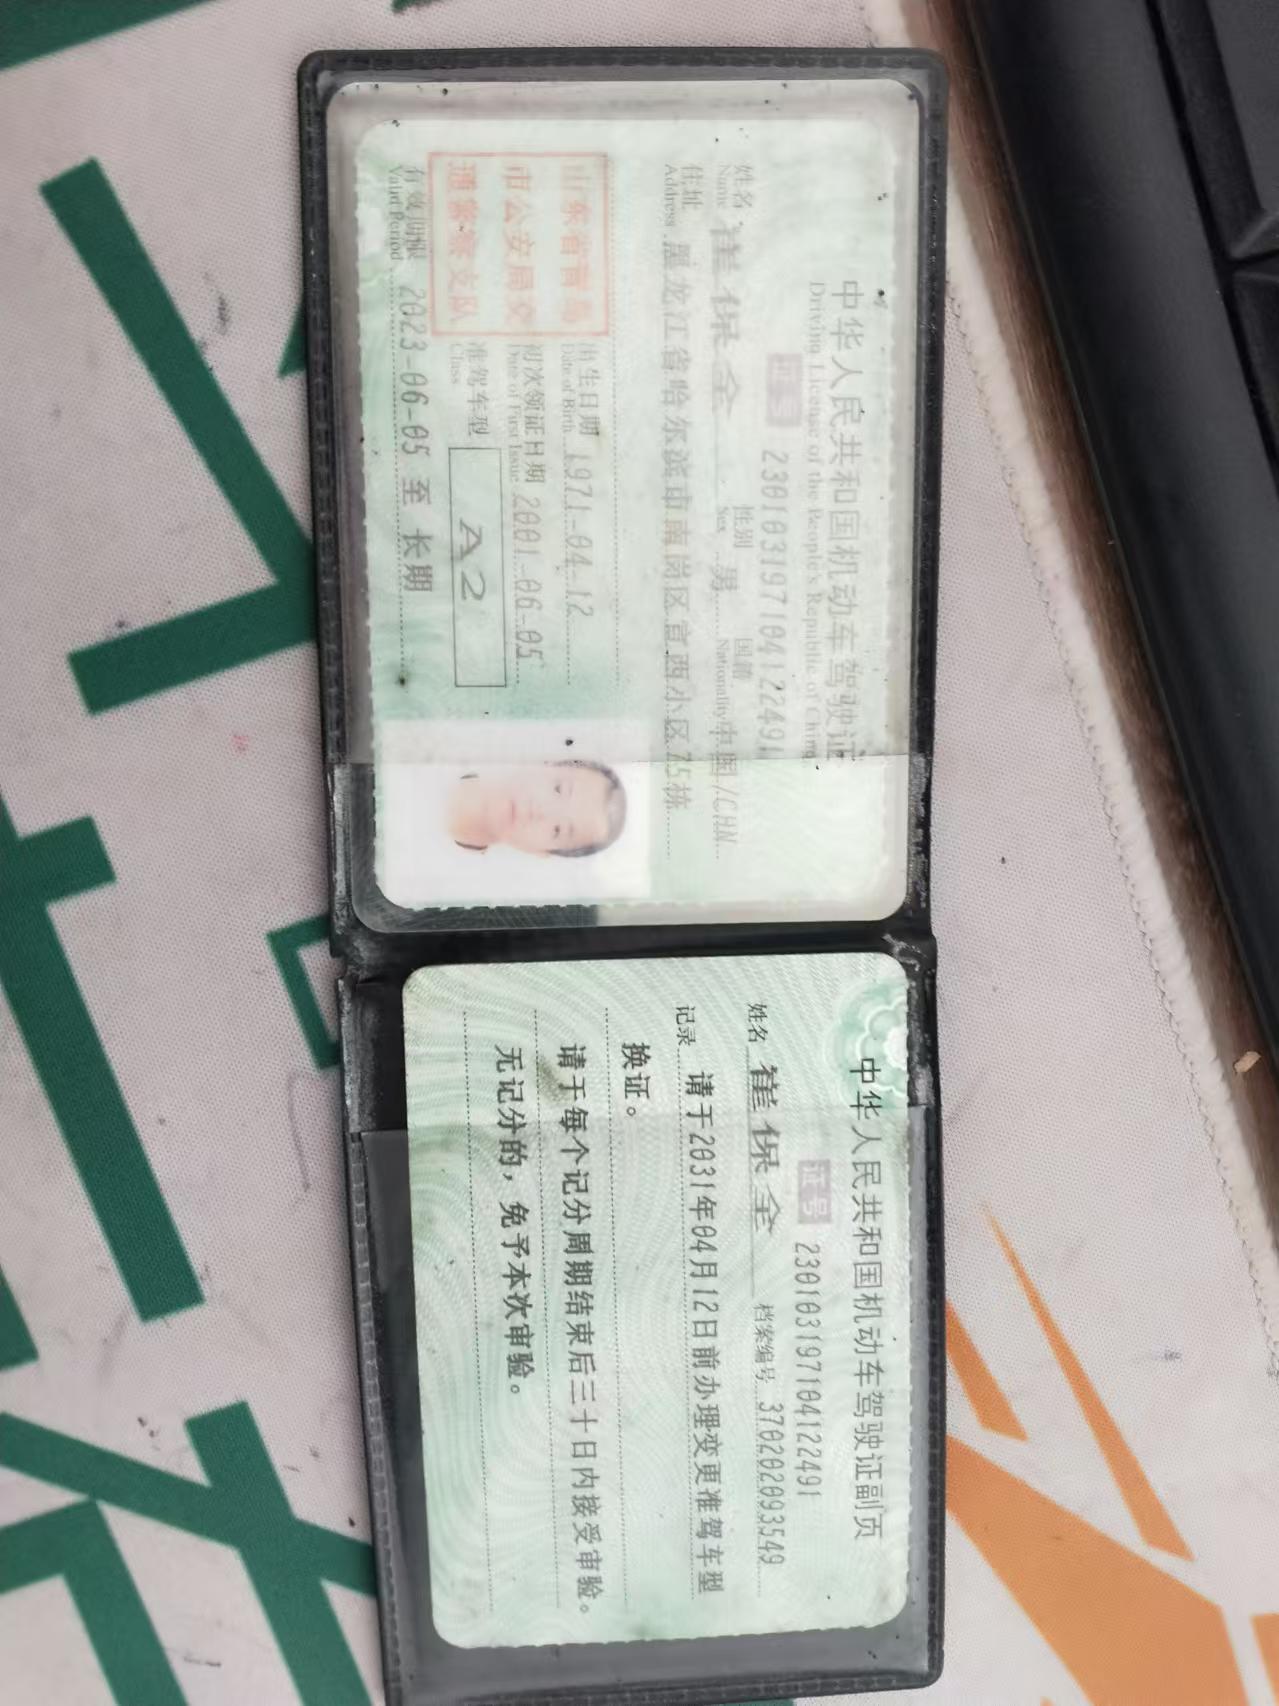 中华人民共和国机动车驾驶证
Driving License of the People's Republic of China
证号 230103197104122491
姓名 崔保全 性别 男 国籍 中国/CHN
Name Sex Nationality
住址 黑龙江省哈尔滨市南岗区宣西小区75栋
Address
山东省青岛
市公安局交
通警察支队
出生日期 1971-04-12
Date of Birth
初次领证日期 2001-06-05
Date of First Issue
准驾车型 A2
Class
有效期限 2023-06-05 至 长期
Valid Period
中华人民共和国机动车驾驶证副页
证号 230103197104122491
姓名 崔保全 档案编号 370202093549
记录 请于2031年04月12日前办理变更准驾车型
换证。
请于每个记分周期结束后三十日内接受审验。
无记分的，免予本次审验。